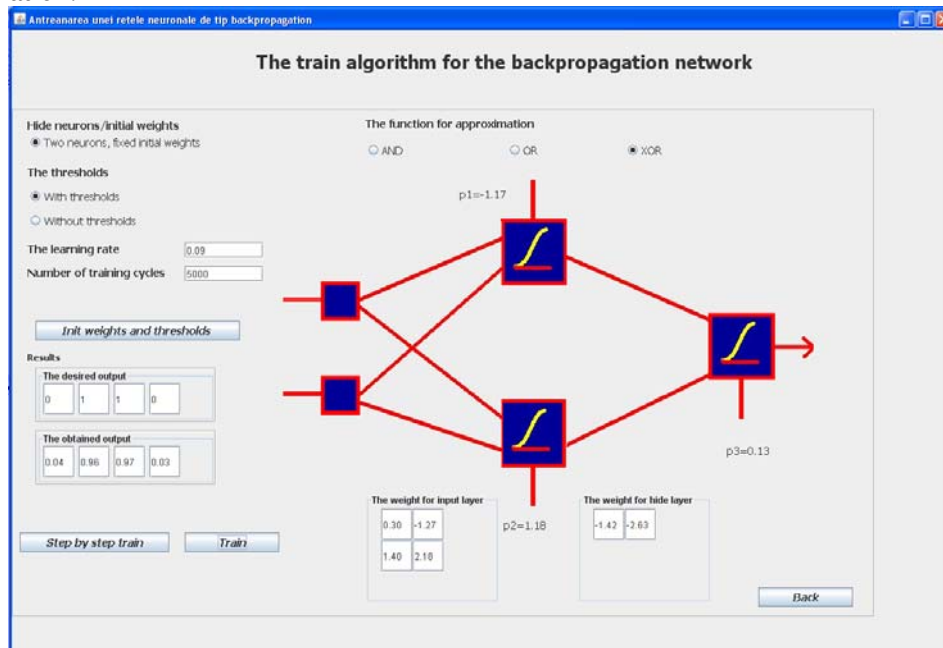 Antreanarea unei retele neuronale de tip backpropagation
The train algorithm for the backpropagation network
Hide neurons/initial weights
Two neurons, fixed initial weights
The thresholds
With thresholds
Without thresholds
The learning rate 0.09
Number of training cycles 5000
Init weights and thresholds
Results
The desired output
0 1 1 0
The obtained output
0.04 0.96 0.97 0.03
Step by step train Train
The function for approximation
AND OR XOR
p1=-1.17
p3=0.13
p2=1.18
The weight for input layer
0.30 -1.27
1.40 2.10
The weight for hide layer
-1.42 -2.63
Back